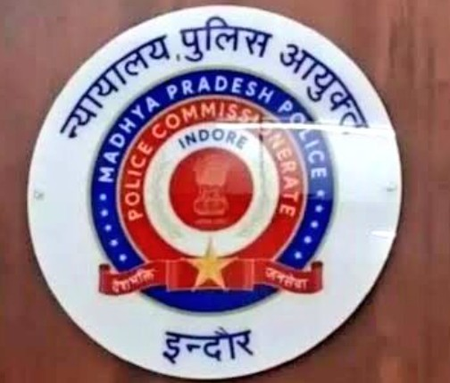 न्यायालय, पुलिस आयुक्त
MADHYA PRADESH POLICE
POLICE COMMISSIONERATE
INDORE
देशभक्ति जनसेवा
इन्दौर